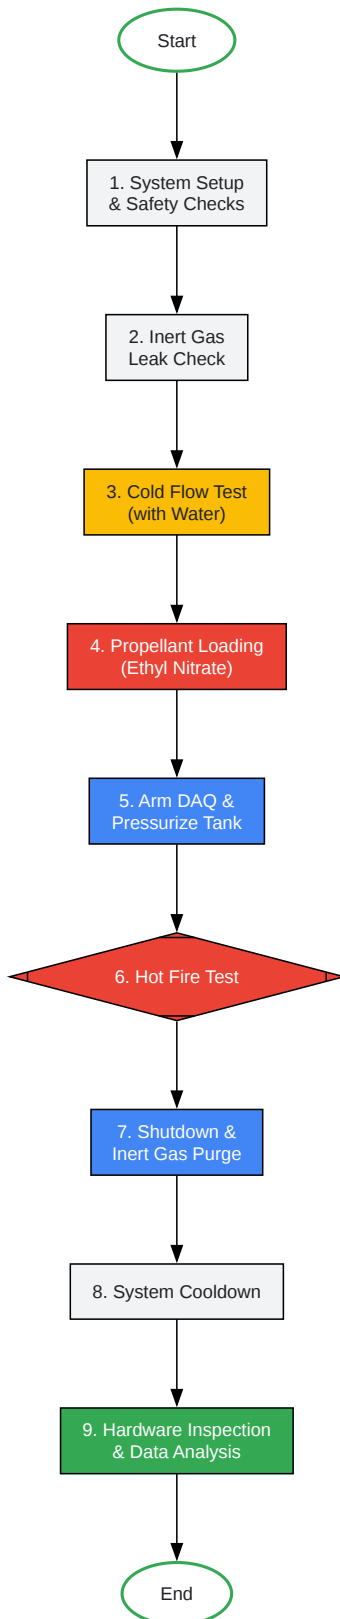 Start
1. System Setup
& Safety Checks
2. Inert Gas
Leak Check
3. Cold Flow Test
(with Water)
4. Propellant Loading
(Ethyl Nitrate)
5. Arm DAQ &
Pressurize Tank
6. Hot Fire Test
7. Shutdown &
Inert Gas Purge
8. System Cooldown
9. Hardware Inspection
& Data Analysis
End